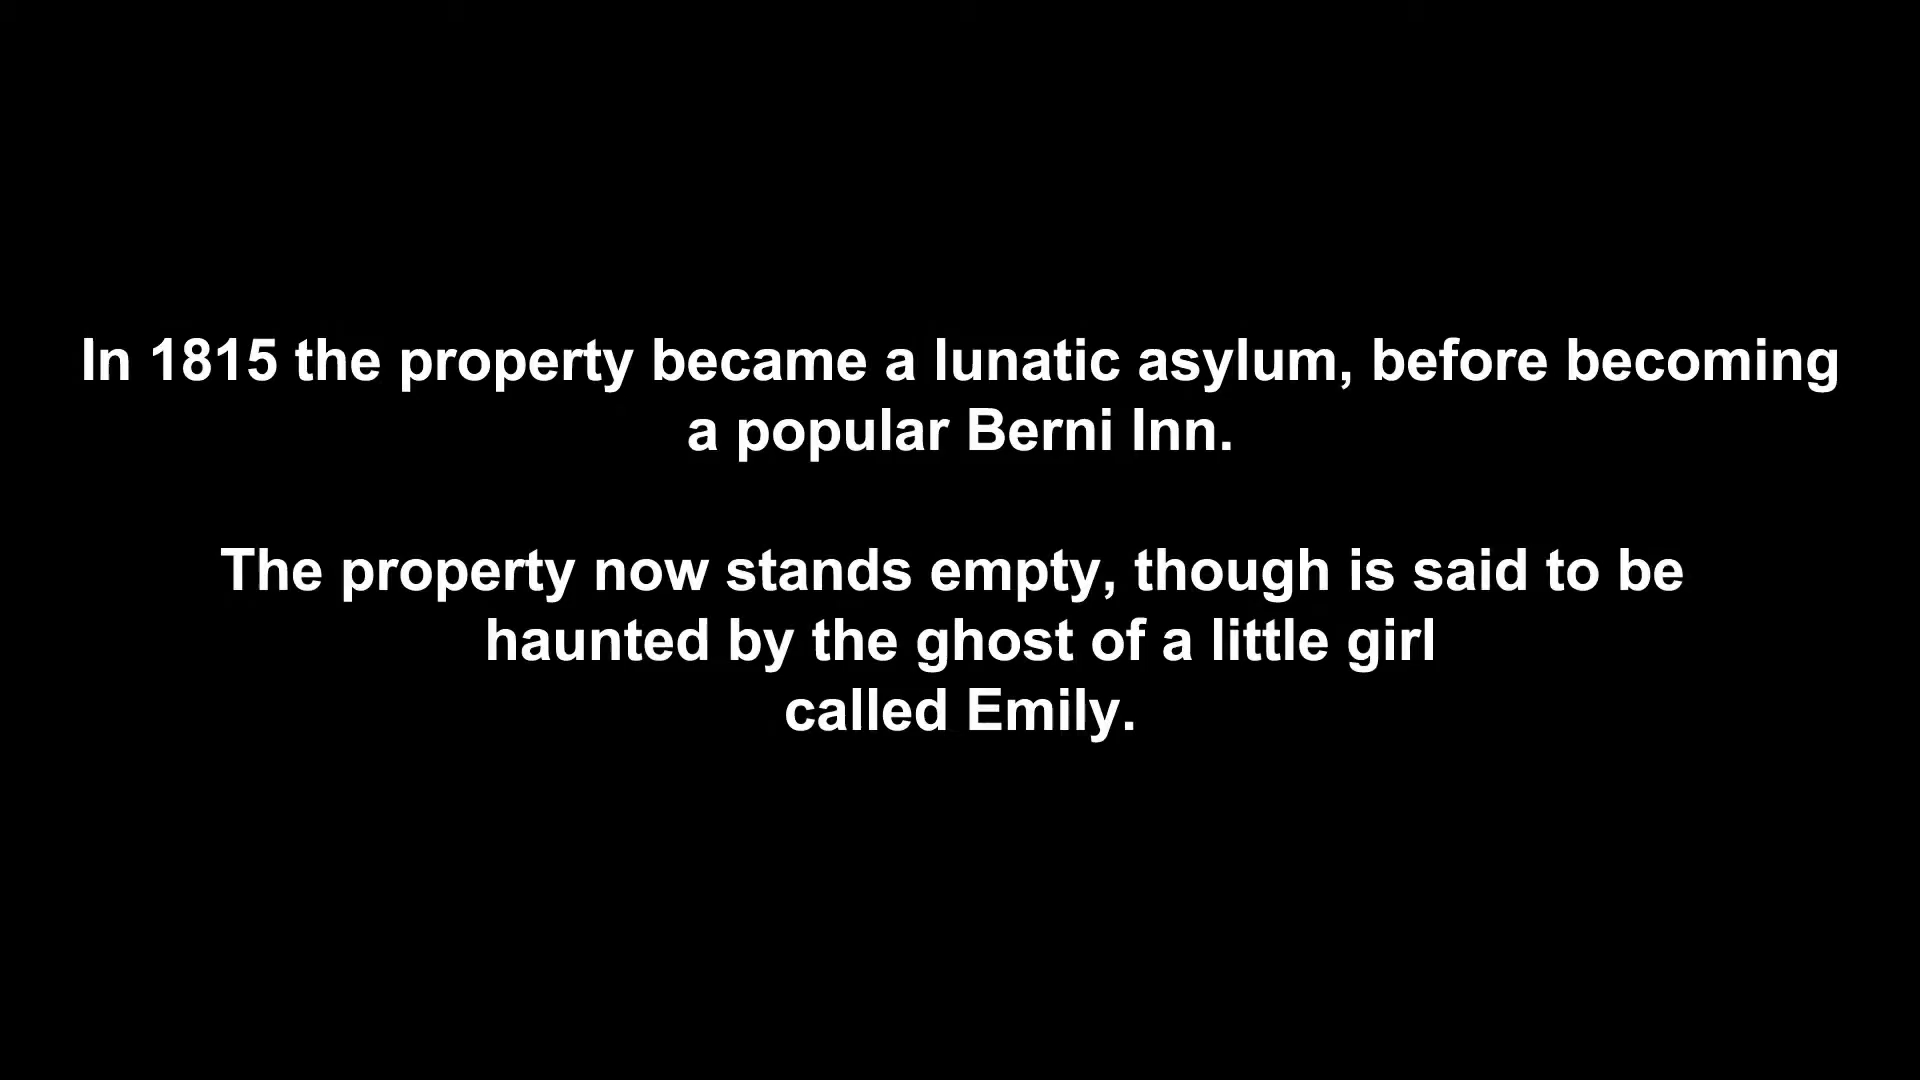 In 1815 the property became a lunatic asylum, before becoming
a popular Berni Inn.
The property now stands empty, though is said to be
haunted by the ghost of a little girl
called Emily.